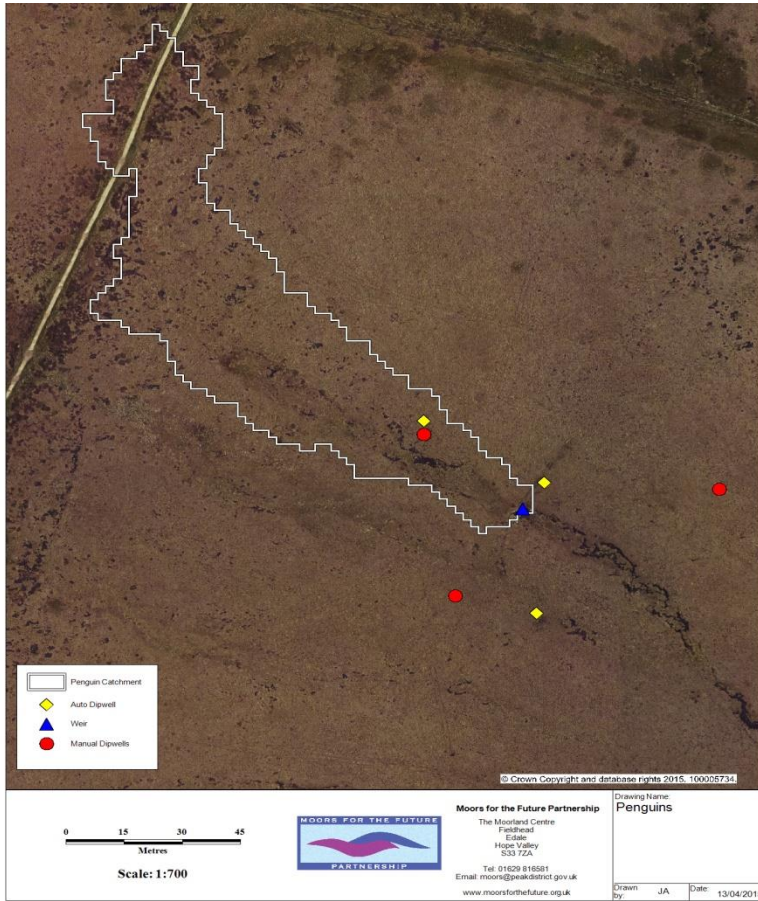 Penguin Catchment
Auto Dipwell
Weir
Manual Dipwells
© Crown Copyright and database rights 2015. 100005734.
0 15 30 45
Metres
Scale: 1:700
MOORS FOR THE FUTURE
PARTNERSHIP
Moors for the Future Partnership
The Moorland Centre
Fieldhead
Edale
Hope Valley
S33 7ZA
Tel: 01629 816581
Email: moors@peakdistrict.gov.uk
www.moorsforthefuture.org.uk
Drawing Name:
Penguins
Drawn by: JA
Date: